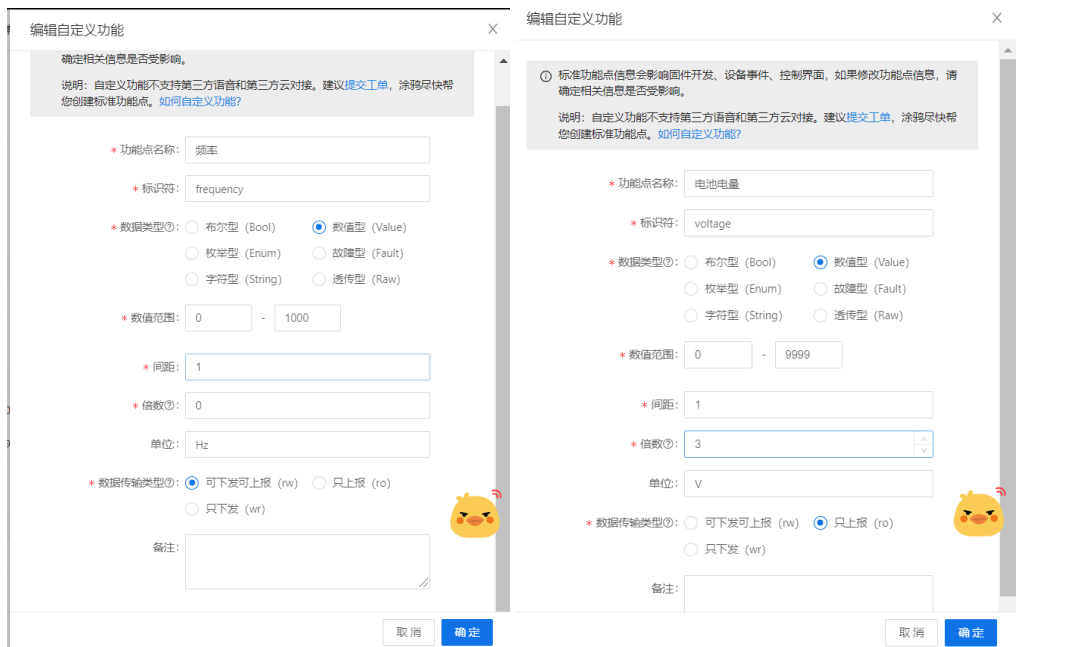 编辑自定义功能
确定相关信息是否受影响。
说明：自定义功能不支持第三方语音和第三方云对接。建议提交工单，涂鸦尽快帮
您创建标准功能点。如何自定义功能?
* 功能点名称: 频率
* 标识符: frequency
* 数据类型?: 布尔型 (Bool) 数值型 (Value)
枚举型 (Enum) 故障型 (Fault)
字符型 (String) 透传型 (Raw)
* 数值范围: 0 - 1000
* 间距: 1
* 倍数?: 0
单位: Hz
* 数据传输类型?: 可下发可上报 (rw) 只上报 (ro)
只下发 (wr)
备注:
取消 确定
编辑自定义功能
标准功能点信息会影响固件开发、设备事件、控制界面，如果修改功能点信息，请
确定相关信息是否受影响。
说明：自定义功能不支持第三方语音和第三方云对接。建议提交工单，涂鸦尽快帮
您创建标准功能点。如何自定义功能?
* 功能点名称: 电池电量
* 标识符: voltage
* 数据类型?: 布尔型 (Bool) 数值型 (Value)
枚举型 (Enum) 故障型 (Fault)
字符型 (String) 透传型 (Raw)
* 数值范围: 0 - 9999
* 间距: 1
* 倍数?: 3
单位: V
* 数据传输类型?: 可下发可上报 (rw) 只上报 (ro)
只下发 (wr)
备注:
取消 确定